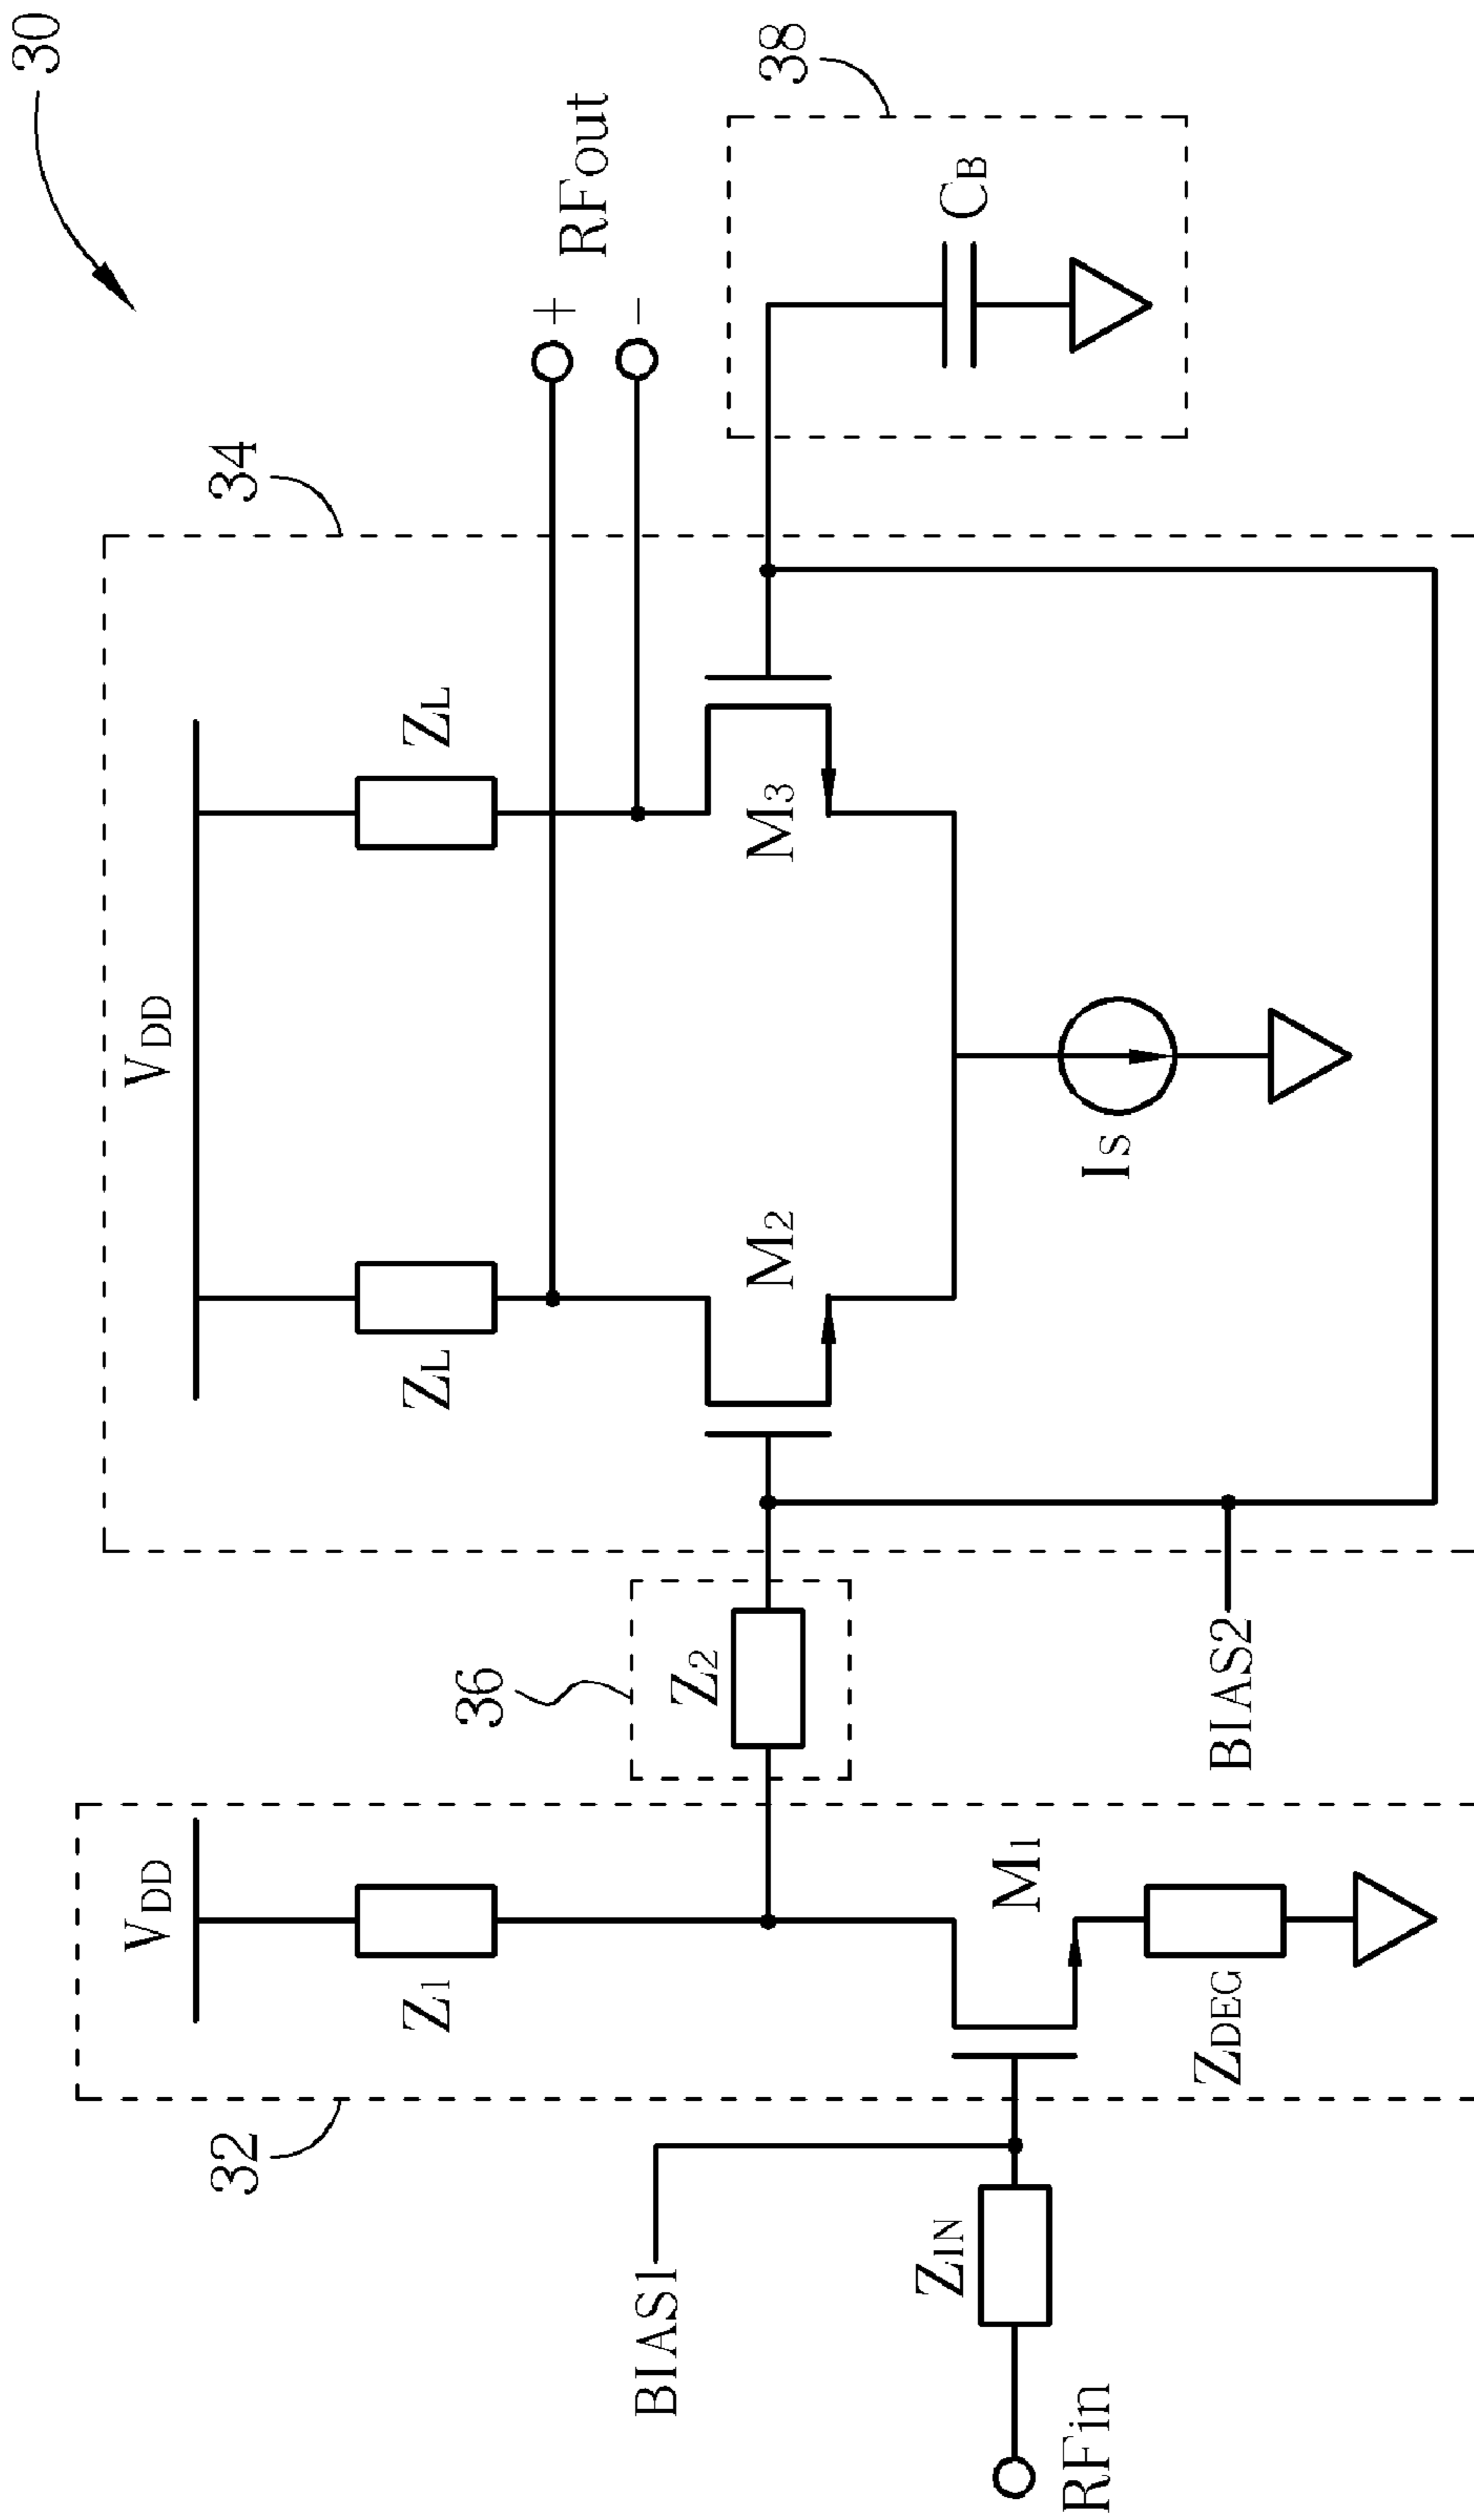 30
32
34
VDD
VDD
Z1
ZL
ZL
36
RFout
+
−
BIAS1
Z2
M2
M3
38
ZIN
M1
CB
RFin
IS
ZDEG
BIAS2